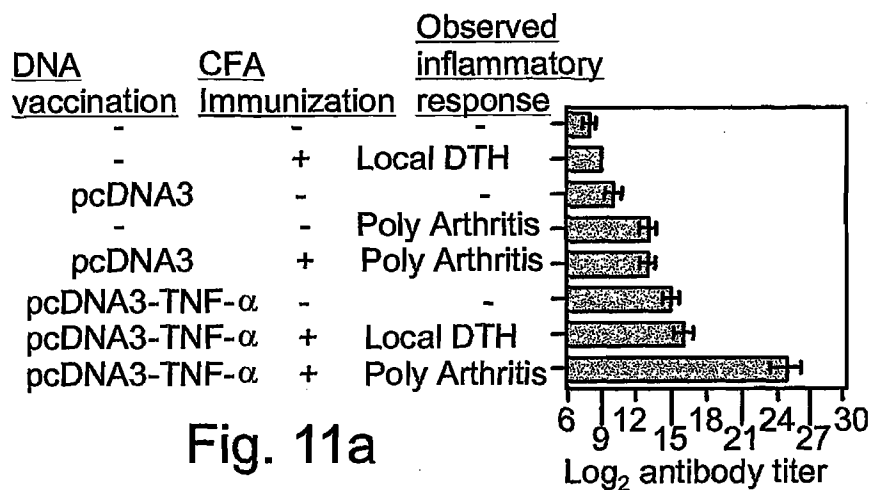 DNA vaccination CFA Immunization Observed inflammatory response
- - -
- + Local DTH
pcDNA3 - -
- - Poly Arthritis
pcDNA3 + Poly Arthritis
pcDNA3-TNF-α - -
pcDNA3-TNF-α + Local DTH
pcDNA3-TNF-α + Poly Arthritis
6 9 12 15 18 21 24 27 30
Log₂ antibody titer
Fig. 11a